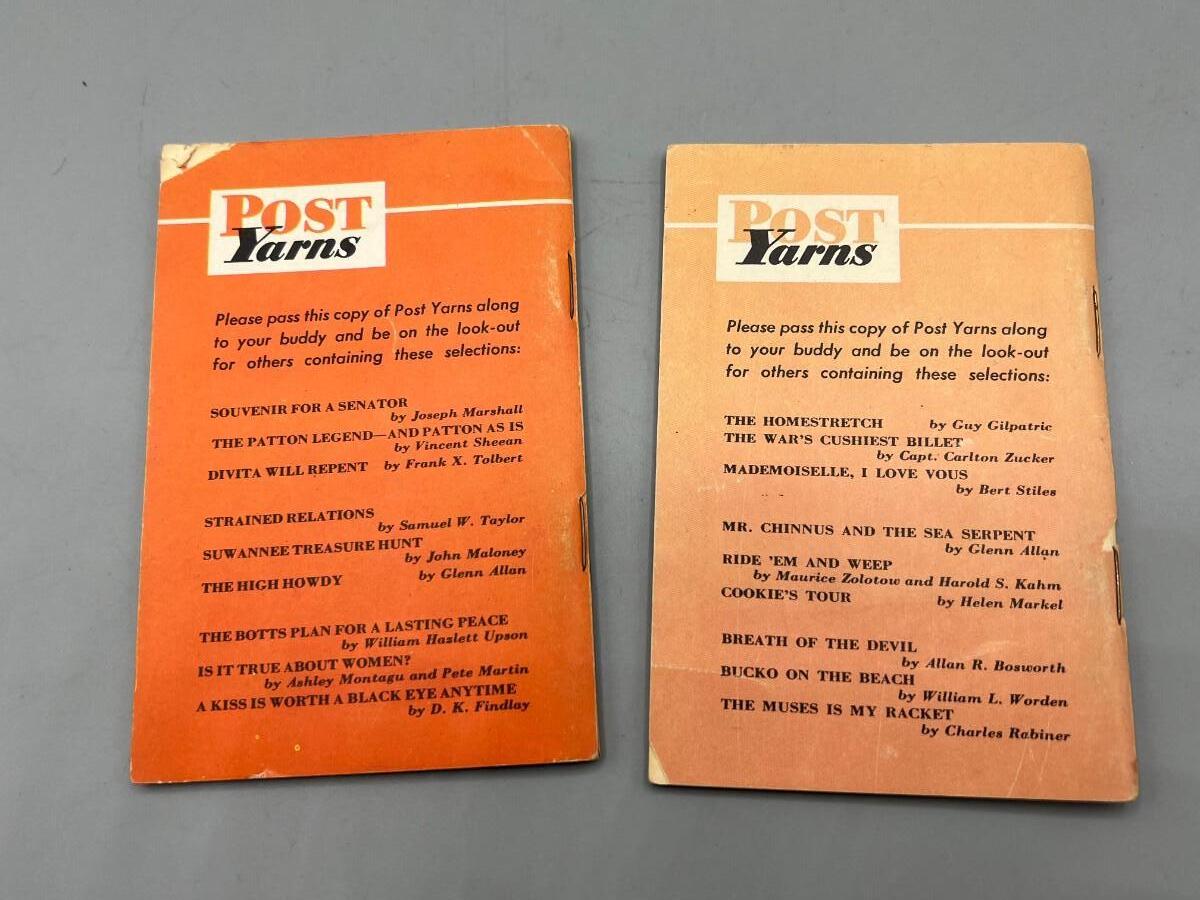 POST
Yarns
Please pass this copy of Post Yarns along
to your buddy and be on the look-out
for others containing these selections:
SOUVENIR FOR A SENATOR
by Joseph Marshall
THE PATTON LEGEND—AND PATTON AS IS
by Vincent Sheean
DIVITA WILL REPENT by Frank X. Tolbert
STRAINED RELATIONS
by Samuel W. Taylor
SUWANNEE TREASURE HUNT
by John Maloney
THE HIGH HOWDY by Glenn Allan
THE BOTTS PLAN FOR A LASTING PEACE
by William Hazlett Upson
IS IT TRUE ABOUT WOMEN?
by Ashley Montagu and Pete Martin
A KISS IS WORTH A BLACK EYE ANYTIME
by D. K. Findlay
POST
Yarns
Please pass this copy of Post Yarns along
to your buddy and be on the look-out
for others containing these selections:
THE HOMESTRETCH by Guy Gilpatric
THE WAR'S CUSHIEST BILLET
by Capt. Carlton Zucker
MADEMOISELLE, I LOVE VOUS
by Bert Stiles
MR. CHINNUS AND THE SEA SERPENT
by Glenn Allan
RIDE 'EM AND WEEP
by Maurice Zolotow and Harold S. Kahm
COOKIE'S TOUR by Helen Markel
BREATH OF THE DEVIL
by Allan R. Bosworth
BUCKO ON THE BEACH
by William L. Worden
THE MUSES IS MY RACKET
by Charles Rabiner